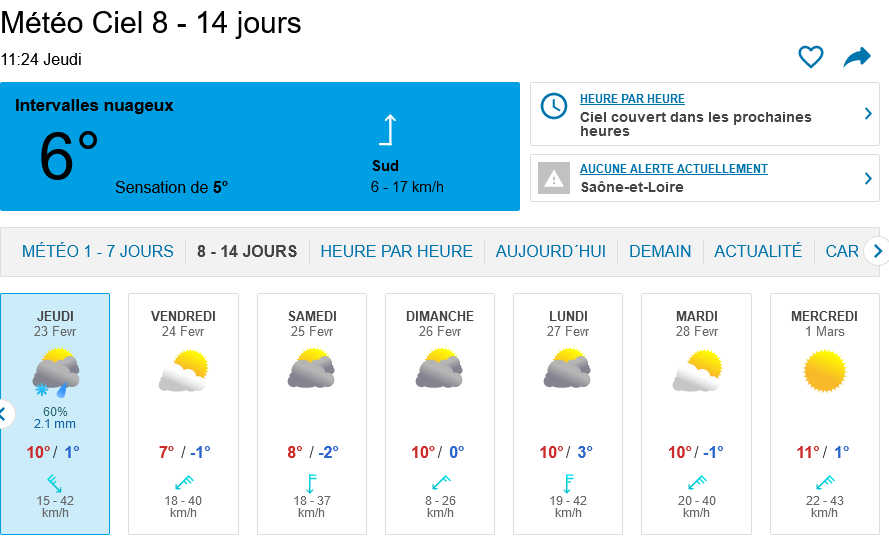 Météo Ciel 8 - 14 jours
11:24 Jeudi
Intervalles nuageux
6°
Sensation de 5°
Sud
6 - 17 km/h
HEURE PAR HEURE
Ciel couvert dans les prochaines
heures
AUCUNE ALERTE ACTUELLEMENT
Saône-et-Loire
MÉTÉO 1 - 7 JOURS
8 - 14 JOURS
HEURE PAR HEURE
AUJOURD´HUI
DEMAIN
ACTUALITÉ
CAR
JEUDI
23 Fevr
60%
2.1 mm
10° / 1°
15 - 42
km/h
VENDREDI
24 Fevr
7° / -1°
18 - 40
km/h
SAMEDI
25 Fevr
8° / -2°
18 - 37
km/h
DIMANCHE
26 Fevr
10° / 0°
8 - 26
km/h
LUNDI
27 Fevr
10° / 3°
19 - 42
km/h
MARDI
28 Fevr
10° / -1°
20 - 40
km/h
MERCREDI
1 Mars
11° / 1°
22 - 43
km/h